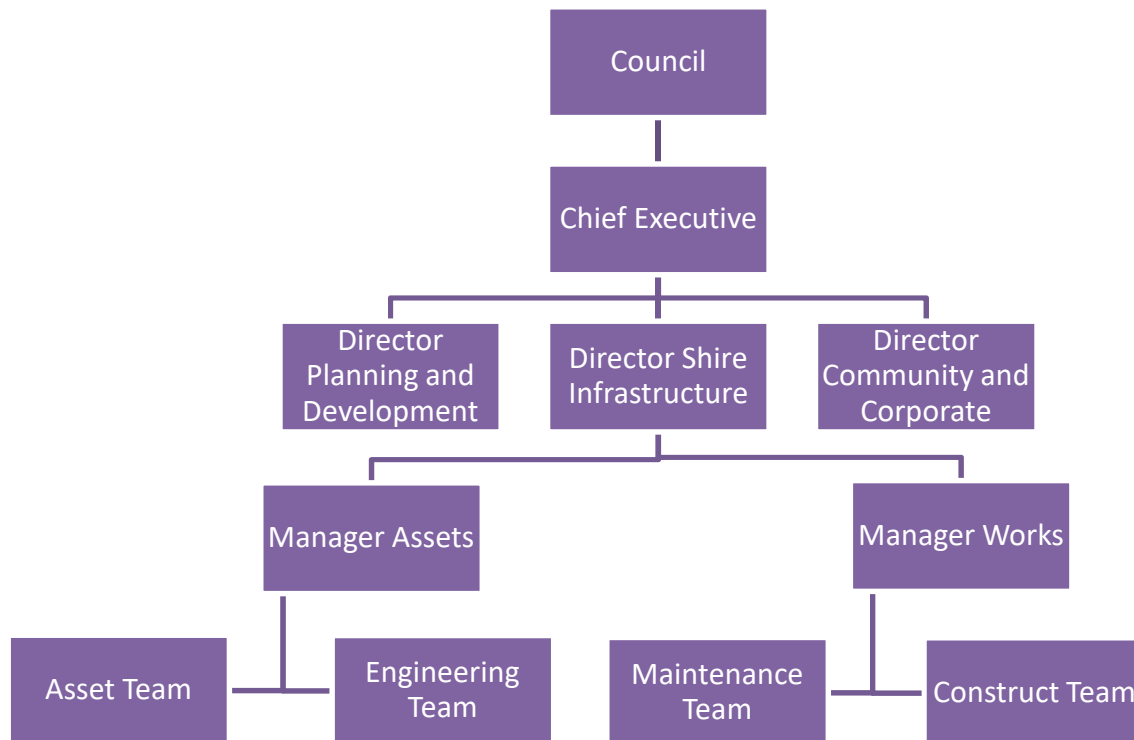 Council
Chief Executive
Director
Planning and
Development
Director Shire
Infrastructure
Director
Community and
Corporate
Manager Assets
Manager Works
Asset Team
Engineering
Team
Maintenance
Team
Construct Team